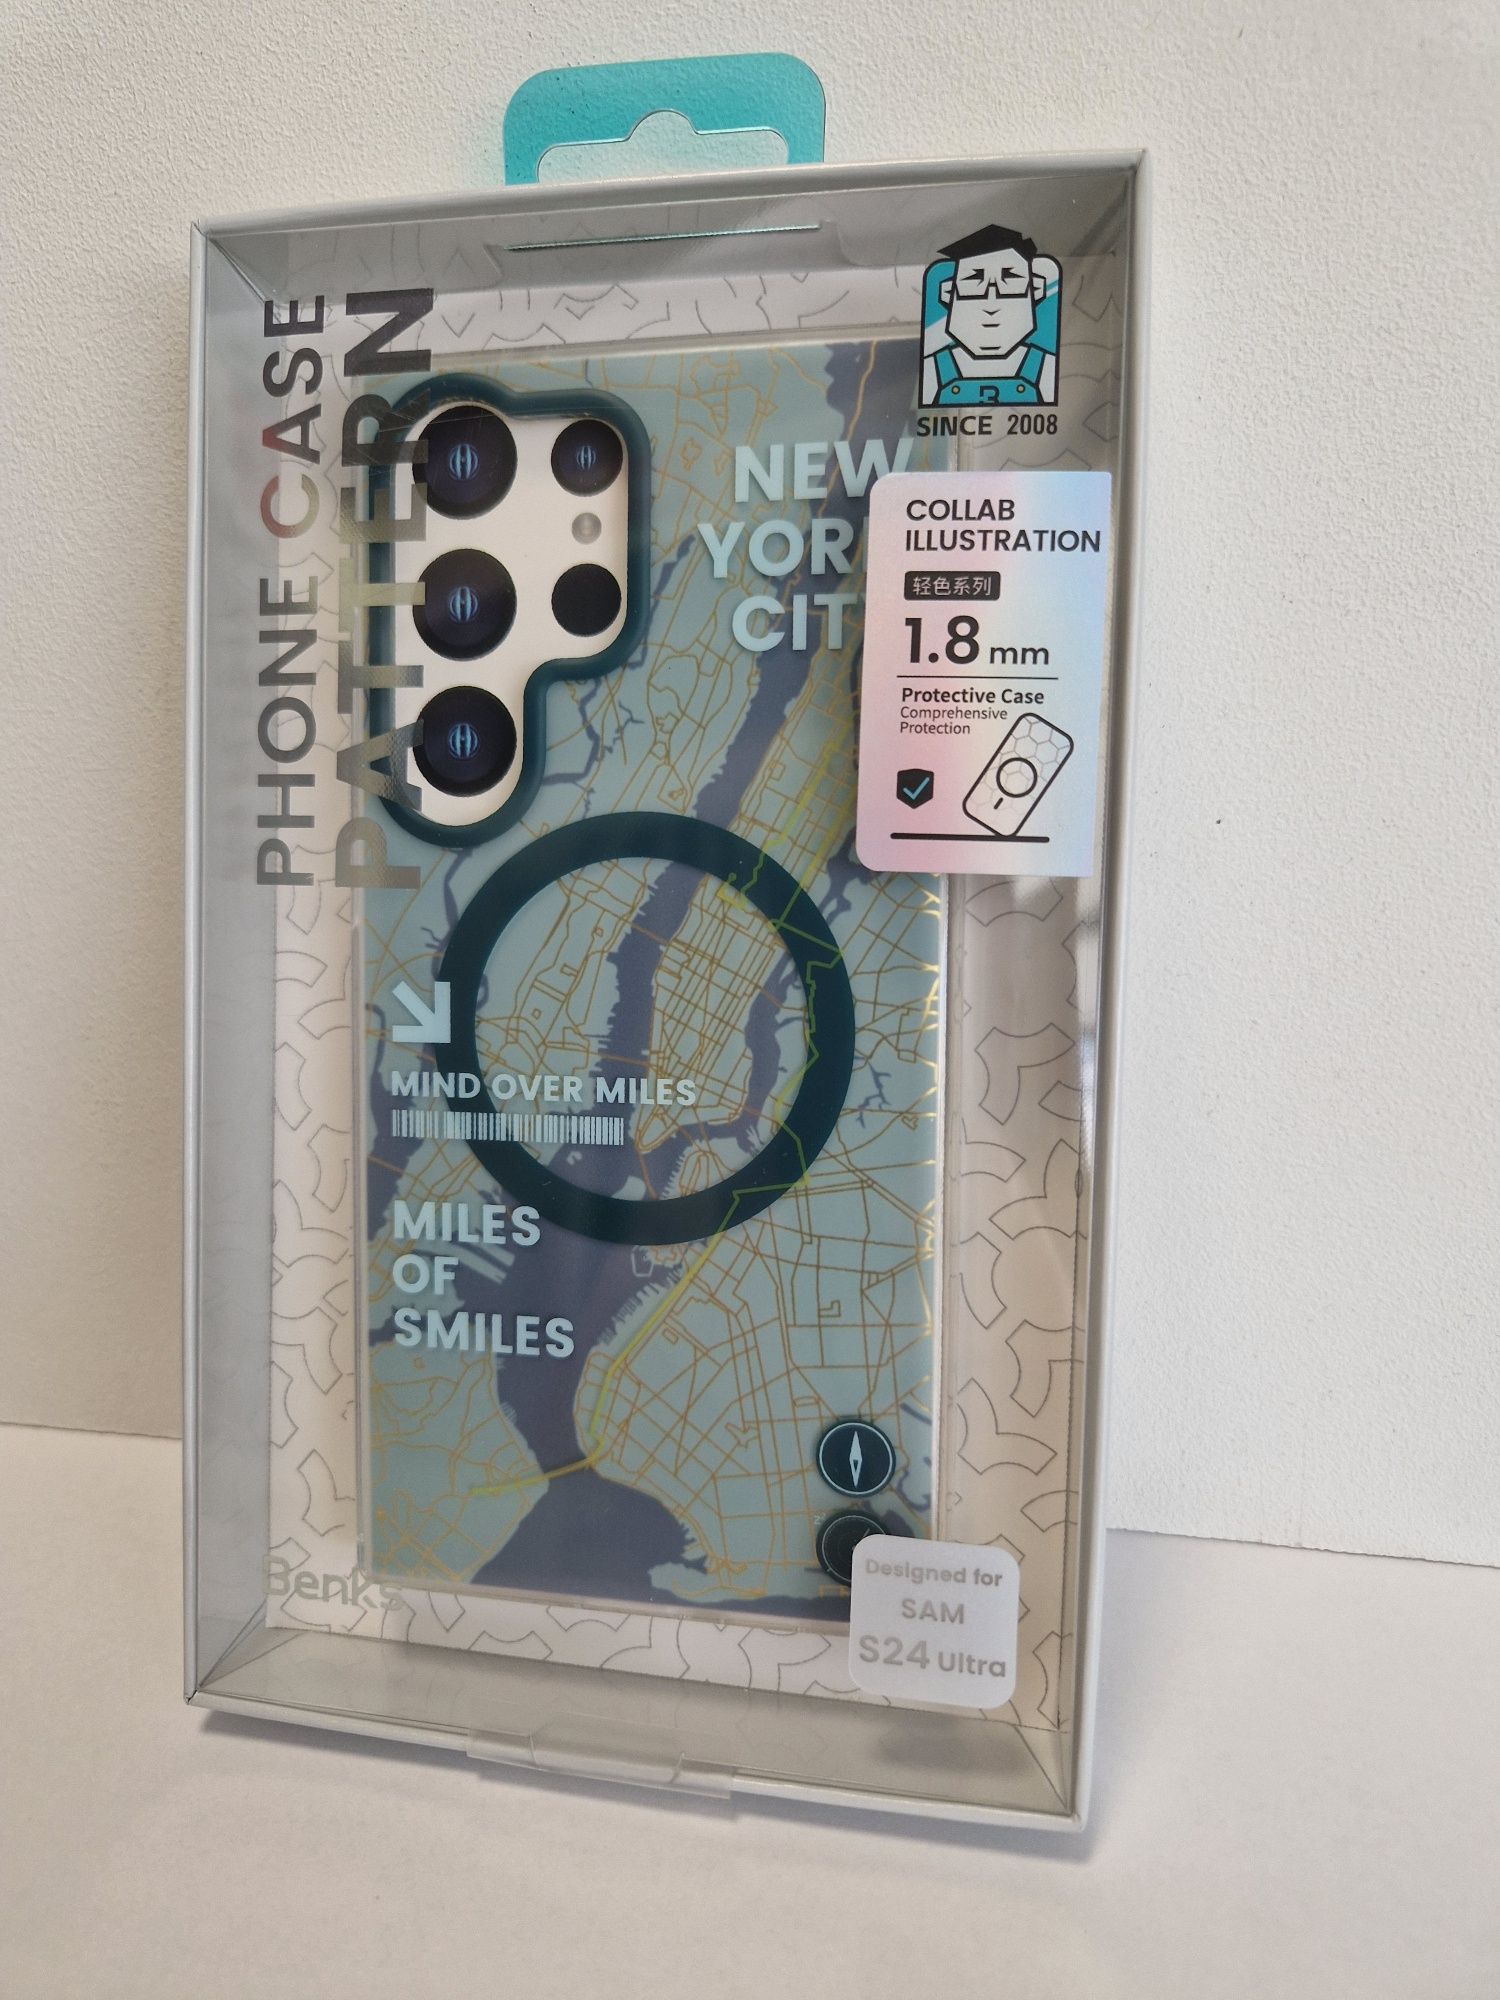 PHONE CASE
PATTERN
SINCE 2008
NEW
YOR
CIT
COLLAB
ILLUSTRATION
轻色系列
1.8 mm
Protective Case
Comprehensive
Protection
MIND OVER MILES
MILES
OF
SMILES
Benks
Designed for
SAM
S24 Ultra